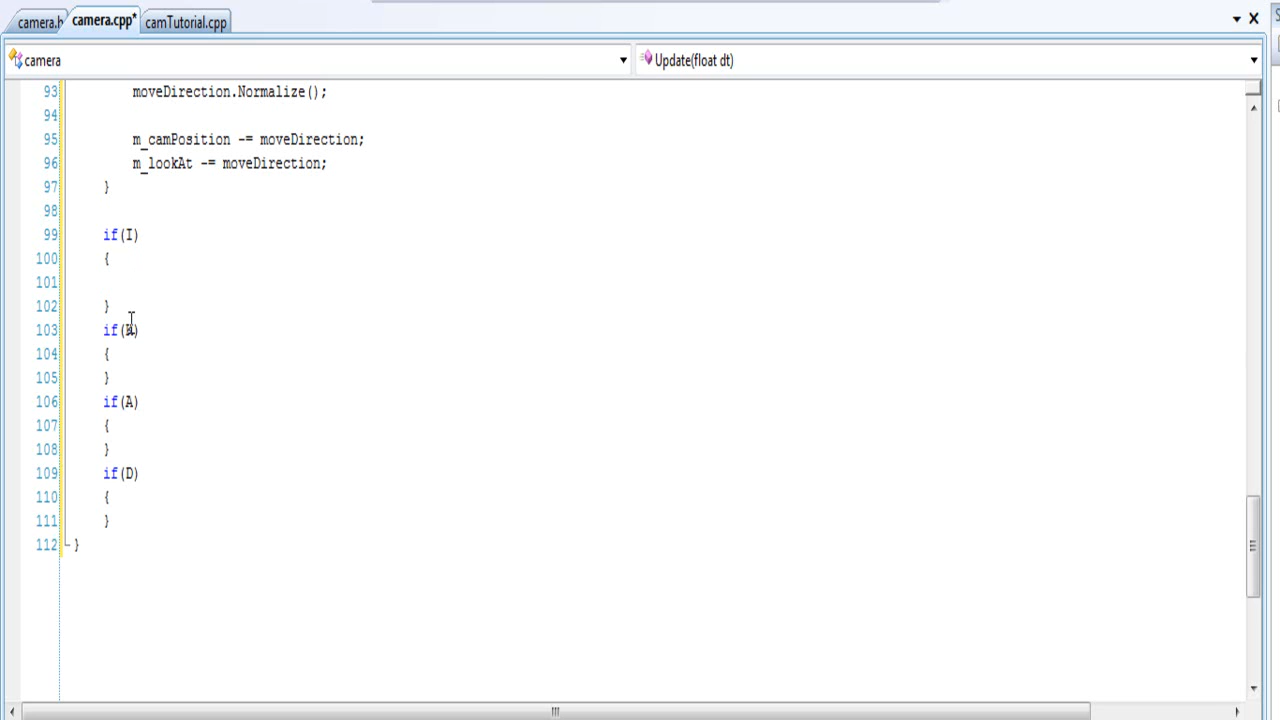 camera.h
camera.cpp*
camTutorial.cpp
camera
Update(float dt)
93 moveDirection.Normalize();
94
95 m_camPosition -= moveDirection;
96 m_lookAt -= moveDirection;
97 }
98
99 if(I)
100 {
101
102 }
103 if( )
104 {
105 }
106 if(A)
107 {
108 }
109 if(D)
110 {
111 }
112 }